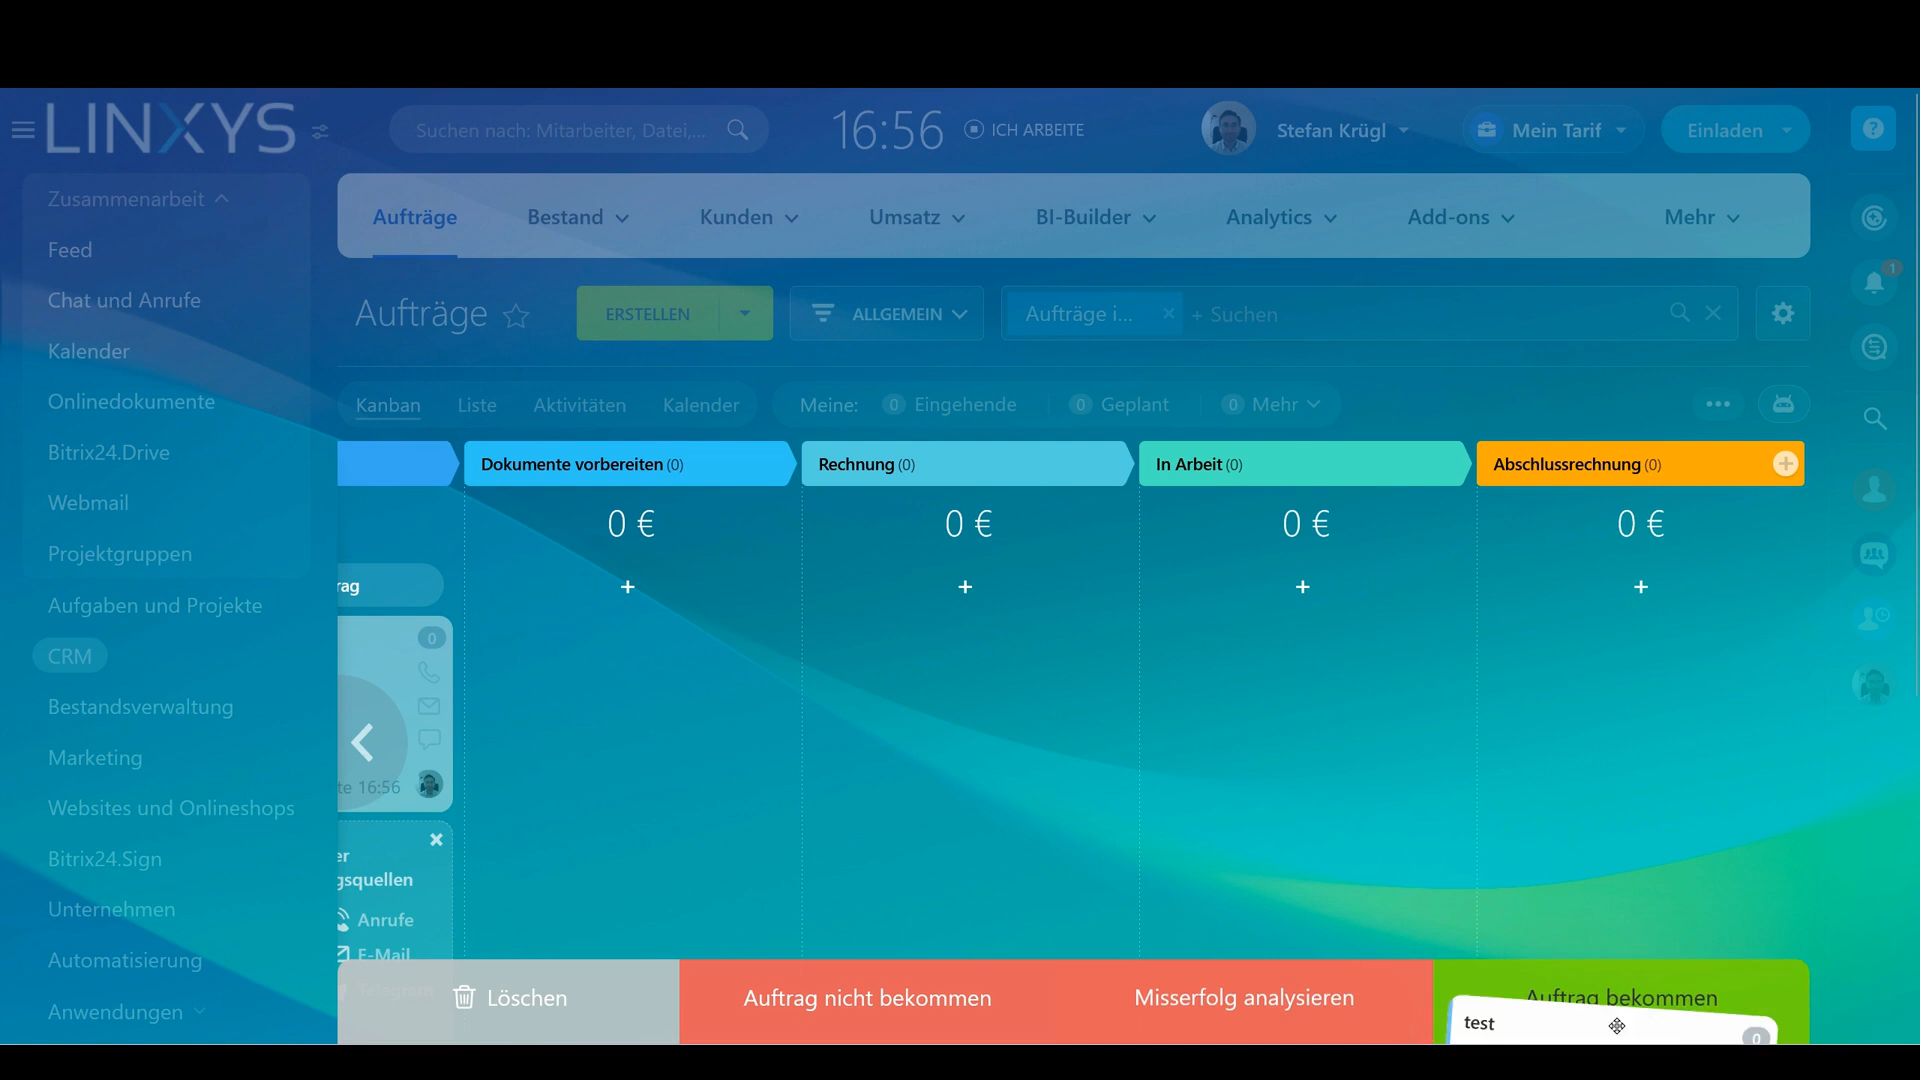 LINXYS
Suchen nach: Mitarbeiter, Datei,...
16:56
ICH ARBEITE
Stefan Krügl
Mein Tarif
Einladen
?
Zusammenarbeit
Feed
Chat und Anrufe
Kalender
Onlinedokumente
Bitrix24.Drive
Webmail
Projektgruppen
Aufgaben und Projekte
CRM
Bestandsverwaltung
Marketing
Websites und Onlineshops
Bitrix24.Sign
Unternehmen
Automatisierung
Anwendungen
Aufträge
Bestand
Kunden
Umsatz
BI-Builder
Analytics
Add-ons
Mehr
1
Aufträge
ERSTELLEN
ALLGEMEIN
Aufträge i... ×
+ Suchen
Kanban
Liste
Aktivitäten
Kalender
Meine:
0 Eingehende
0 Geplant
0 Mehr
Dokumente vorbereiten (0)
Rechnung (0)
In Arbeit (0)
Abschlussrechnung (0)
0 €
0 €
0 €
0 €
+
+
+
+
rag
0
te 16:56
er
gsquellen
Anrufe
E-Mail
Telegram
Löschen
Auftrag nicht bekommen
Misserfolg analysieren
Auftrag bekommen
test
0